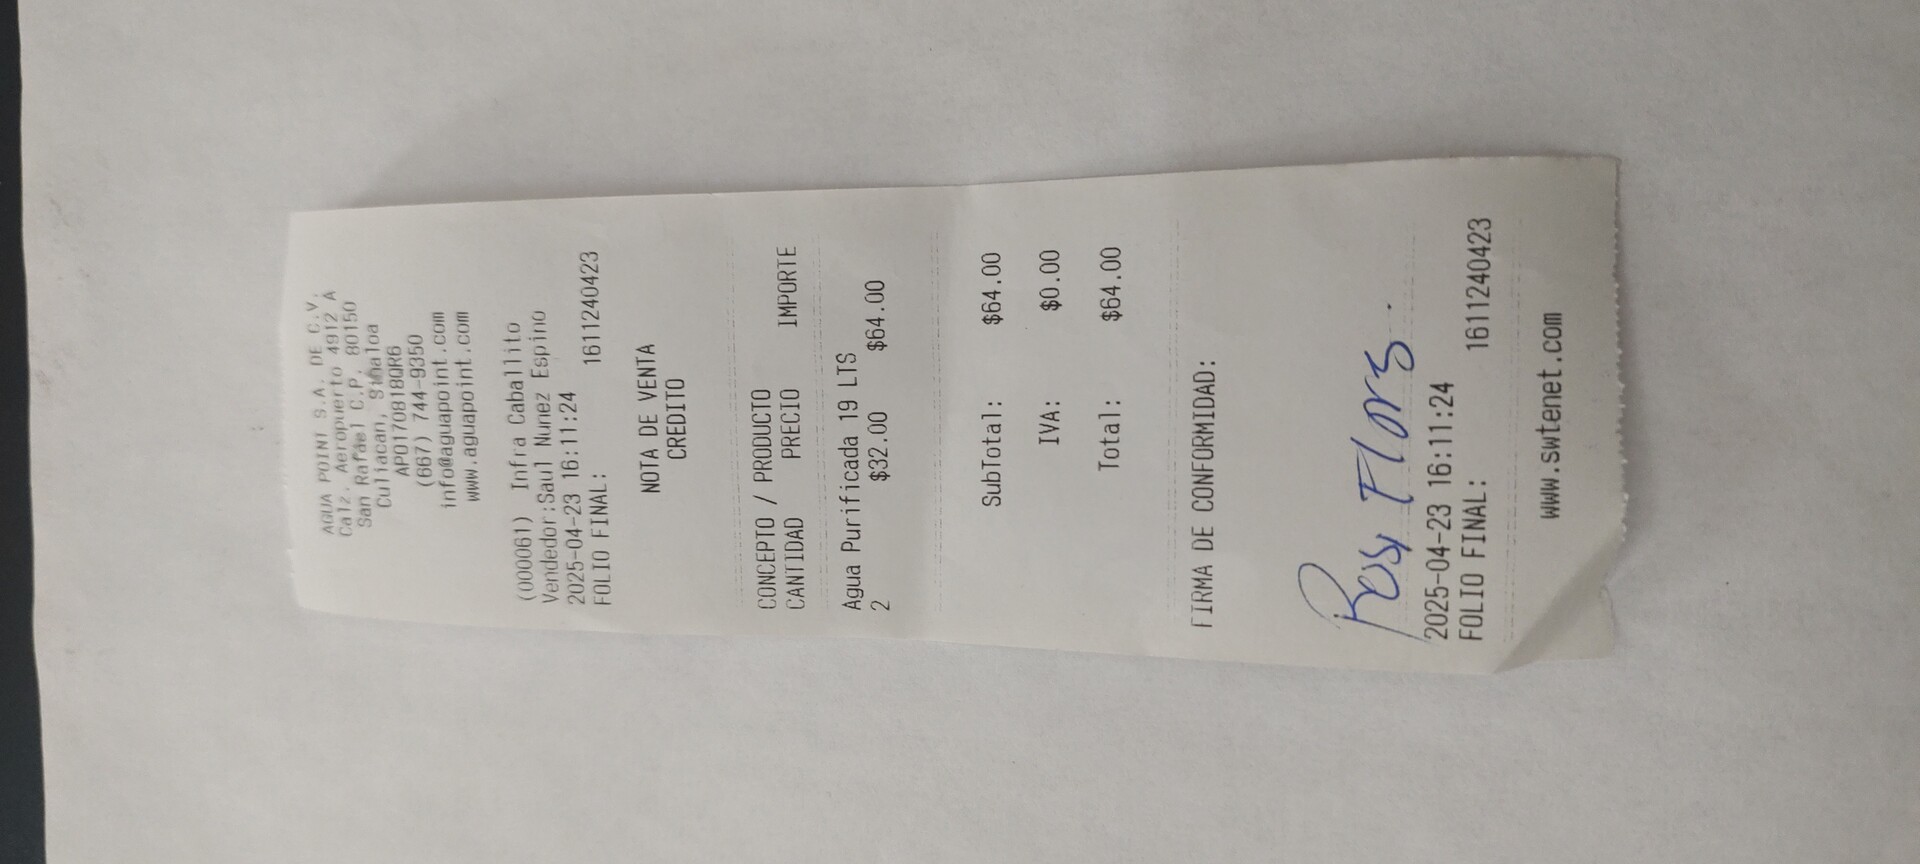 AGUA POINT S.A. DE C.V.
Calz. Aeropuerto 4912 A
San Rafael C.P. 80150
Culiacan, Sinaloa
APO170818QR6
(667) 744-9350
info@aguapoint.com
www.aguapoint.com
(000061) Infra Caballito
Vendedor:Saul Nunez Espino
2025-04-23 16:11:24
FOLIO FINAL: 1611240423
NOTA DE VENTA
CREDITO
CONCEPTO / PRODUCTO
CANTIDAD PRECIO IMPORTE
Agua Purificada 19 LTS
2 $32.00 $64.00
SubTotal: $64.00
IVA: $0.00
Total: $64.00
FIRMA DE CONFORMIDAD:
Rosy Flors.
2025-04-23 16:11:24
FOLIO FINAL: 1611240423
www.swtenet.com